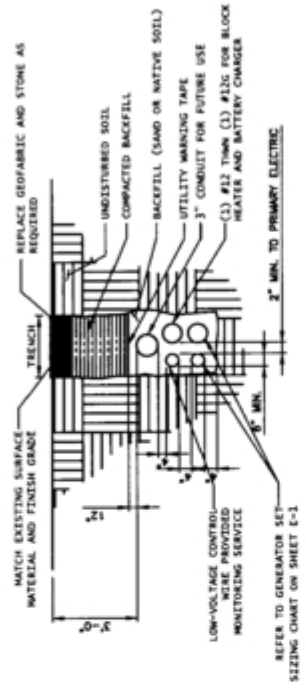 MATCH EXISTING SURFACE
MATERIAL AND FINISH GRADE
TRENCH
REPLACE GEOFABRIC AND STONE AS
REQUIRED
UNDISTURBED SOIL
COMPACTED BACKFILL
BACKFILL (SAND OR NATIVE SOIL)
UTILITY WARNING TAPE
3" CONDUIT FOR FUTURE USE
(1) #12 THWN (1) #12G FOR BLOCK
HEATER AND BATTERY CHARGER
2" MIN. TO PRIMARY ELECTRIC
12"
6" MIN.
LOW-VOLTAGE CONTROL
WIRE PROVIDED
MONITORING SERVICE
REFER TO GENERATOR SET
SIZING CHART ON SHEET E-1